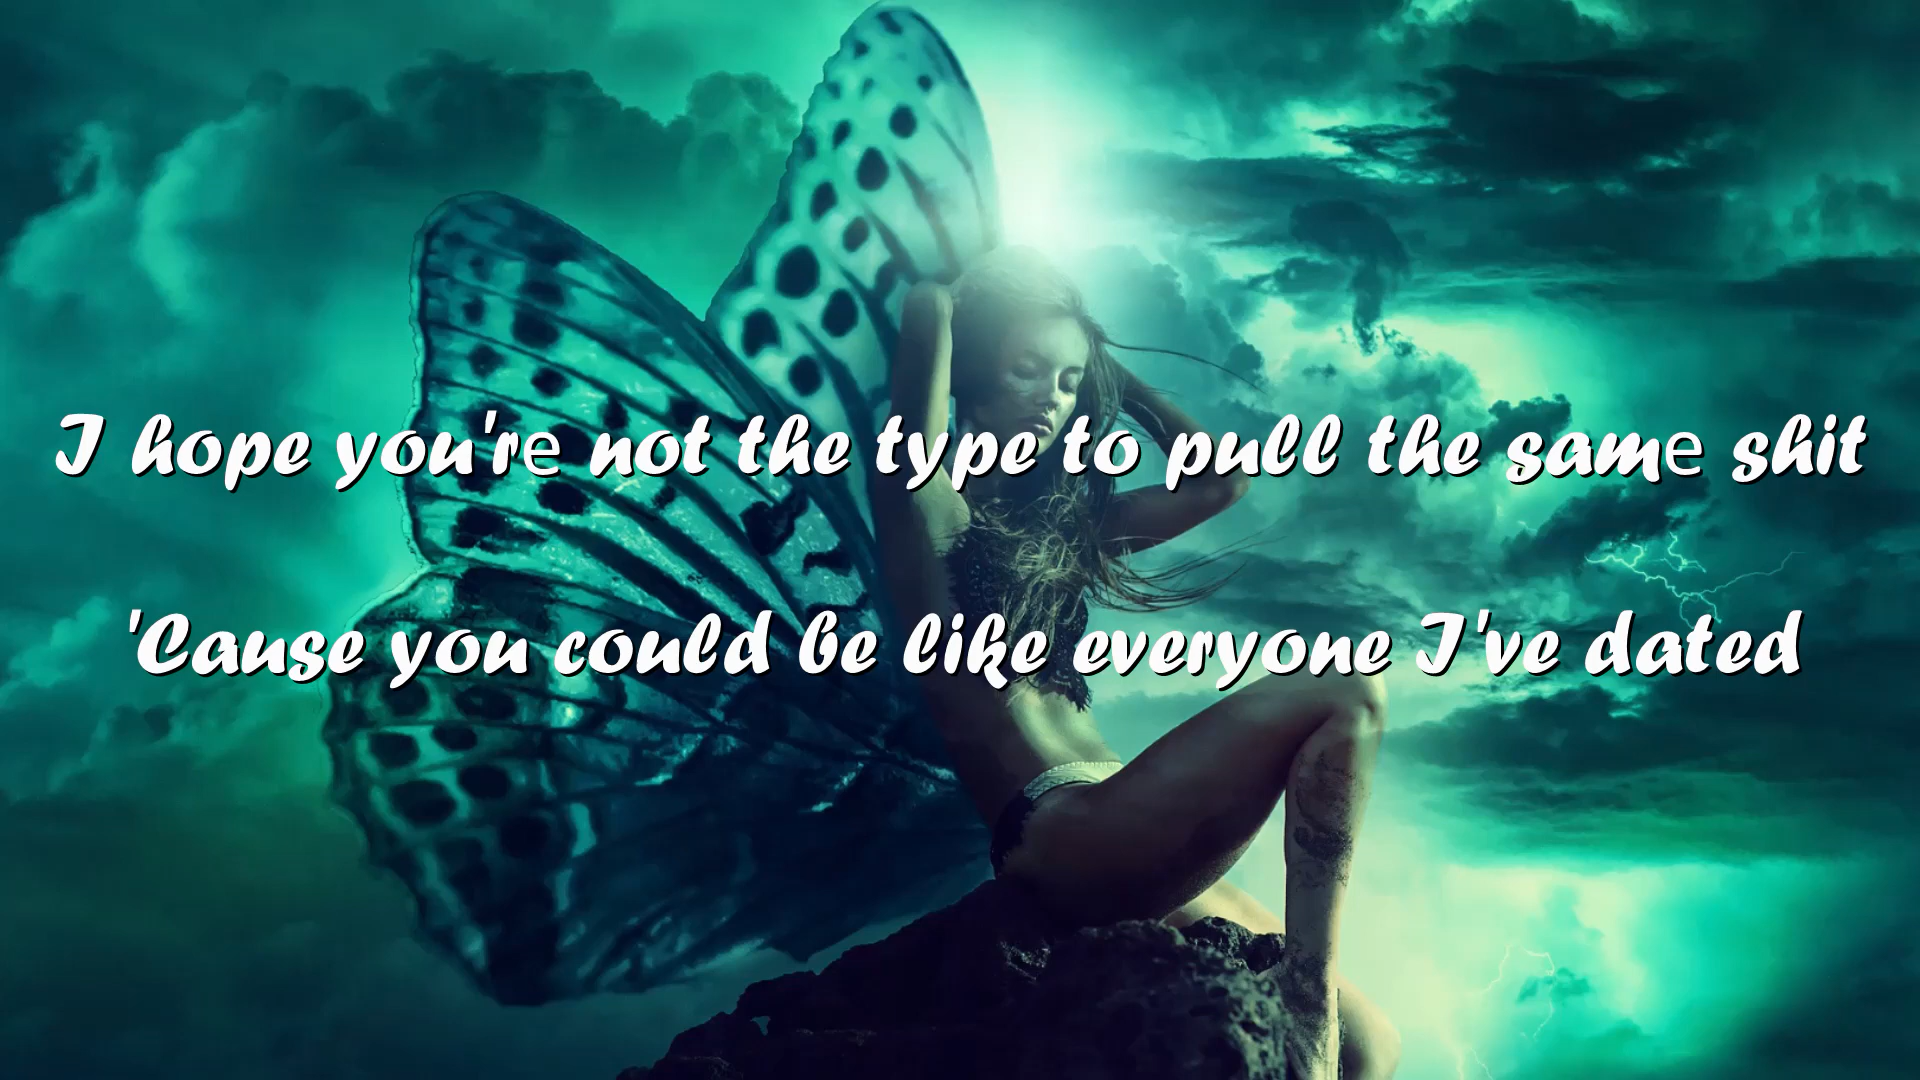 I hope you're not the type to pull the same shit
'Cause you could be like everyone I've dated